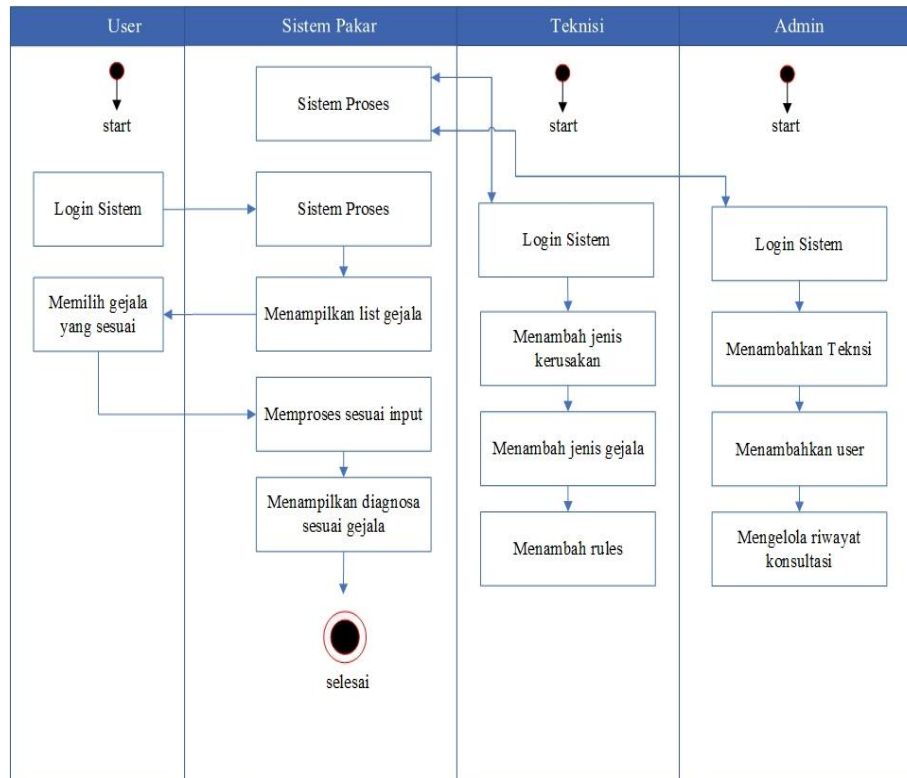 User
Sistem Pakar
Teknisi
Admin
start
Login Sistem
Memilih gejala
yang sesuai
Sistem Proses
Sistem Proses
Menampilkan list gejala
Memproses sesuai input
Menampilkan diagnosa
sesuai gejala
selesai
start
Login Sistem
Menambah jenis
kerusakan
Menambah jenis gejala
Menambah rules
start
Login Sistem
Menambahkan Teknsi
Menambahkan user
Mengelola riwayat
konsultasi